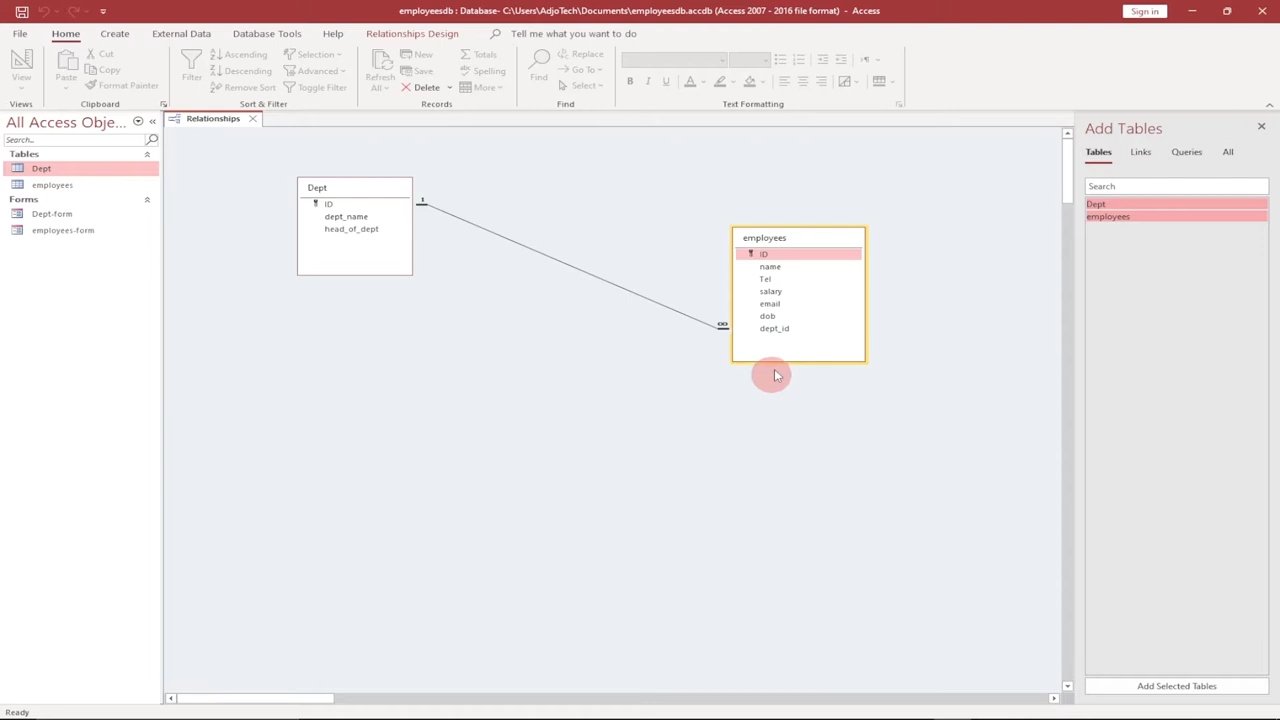 employeesdb : Database- C:\Users\AdjoTech\Documents\employeesdb.accdb (Access 2007 - 2016 file format) - Access
Sign in
File Home Create External Data Database Tools Help Relationships Design Tell me what you want to do
View
Views
Paste
Cut
Copy
Format Painter
Clipboard
Filter
Ascending
Descending
Remove Sort
Selection
Advanced
Toggle Filter
Sort & Filter
Refresh
All
New
Save
Delete
Totals
Spelling
More
Records
Find
Replace
Go To
Select
Find
B I U A
Text Formatting
All Access Obje...
Search...
Tables
Dept
employees
Forms
Dept-form
employees-form
Relationships
Dept
ID
dept_name
head_of_dept
1
∞
employees
ID
name
Tel
salary
email
dob
dept_id
Add Tables
Tables Links Queries All
Search
Dept
employees
Add Selected Tables
Ready